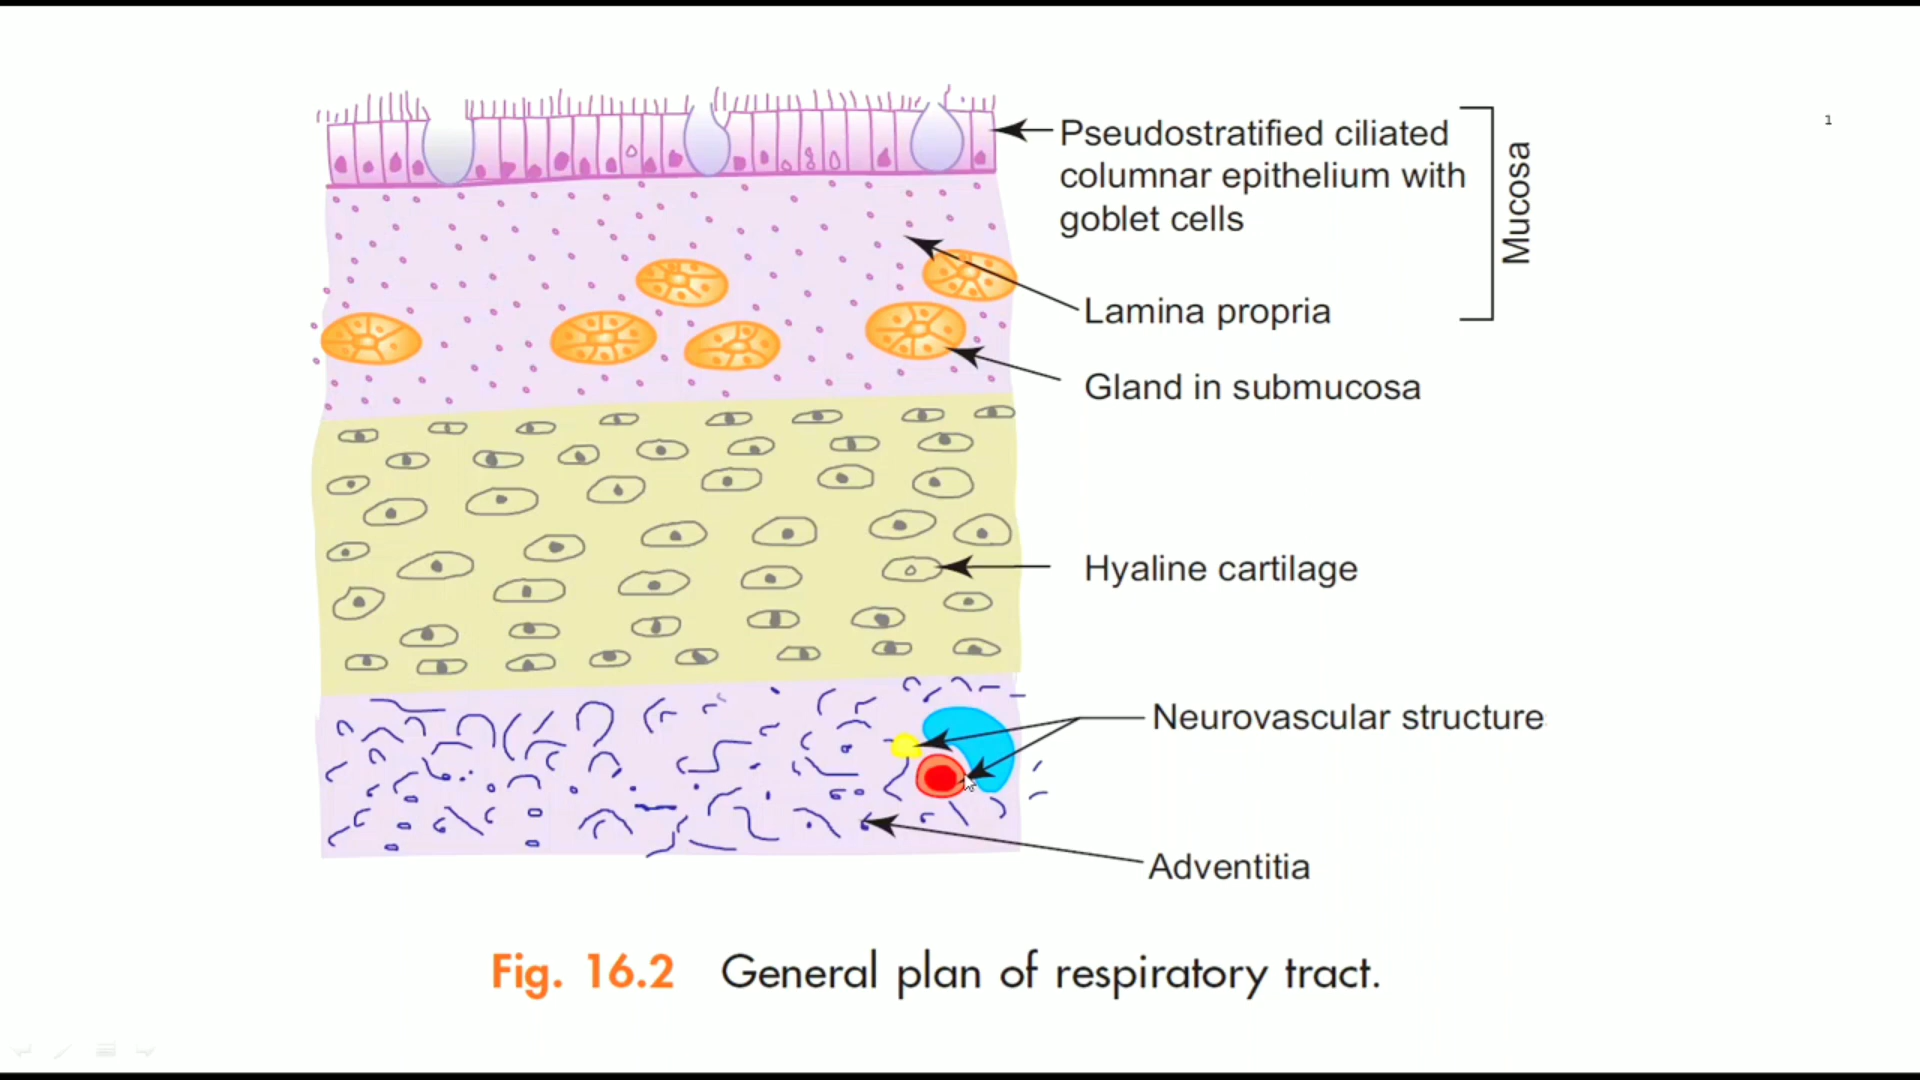 1
Pseudostratified ciliated
columnar epithelium with
goblet cells
Mucosa
Lamina propria
Gland in submucosa
Hyaline cartilage
Neurovascular structure
Adventitia
Fig. 16.2 General plan of respiratory tract.